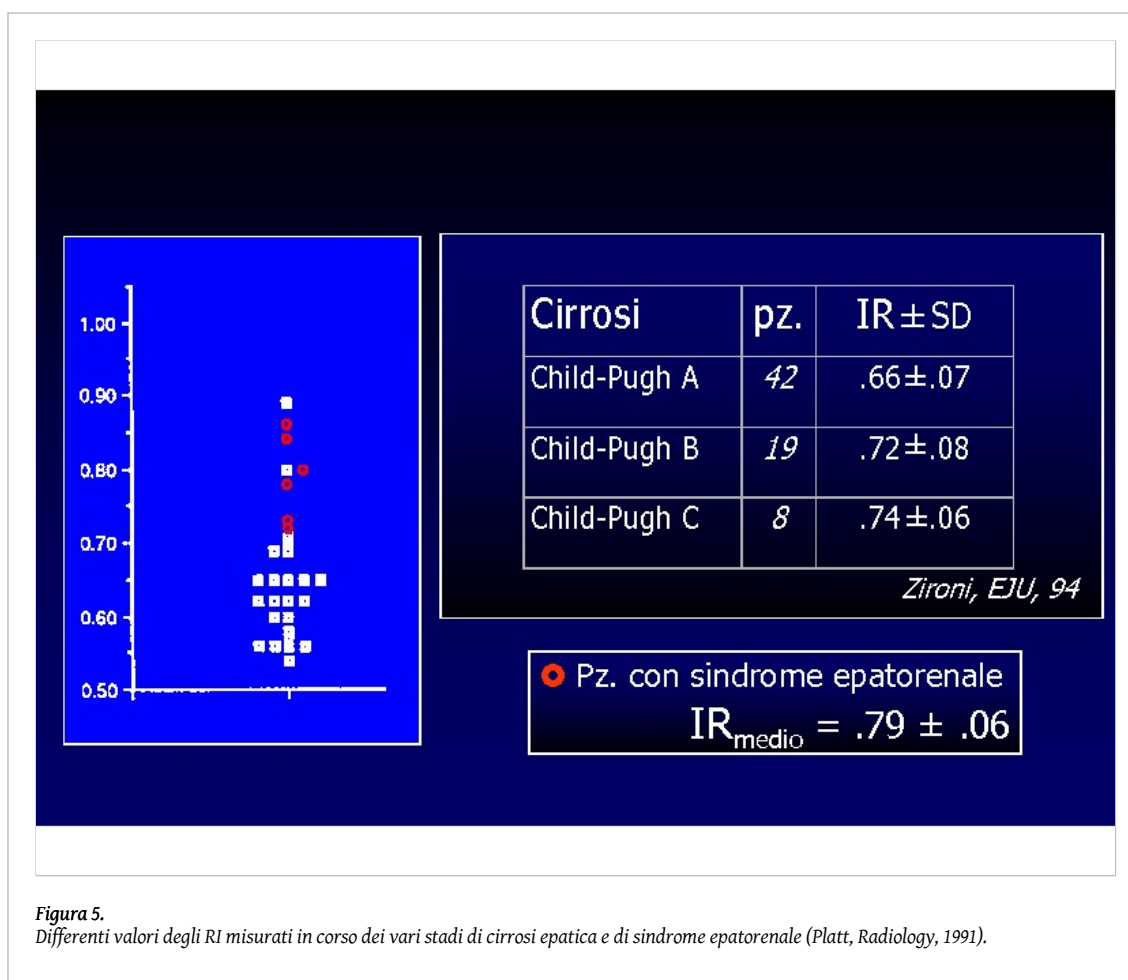 1.00
0.90
0.80
0.70
0.60
0.50
Cirrosi pz. IR ± SD
Child-Pugh A 42 .66±.07
Child-Pugh B 19 .72±.08
Child-Pugh C 8 .74±.06
Zironi, EJU, 94
Pz. con sindrome epatorenale
IRmedio = .79 ± .06
Figura 5.
Differenti valori degli RI misurati in corso dei vari stadi di cirrosi epatica e di sindrome epatorenale (Platt, Radiology, 1991).